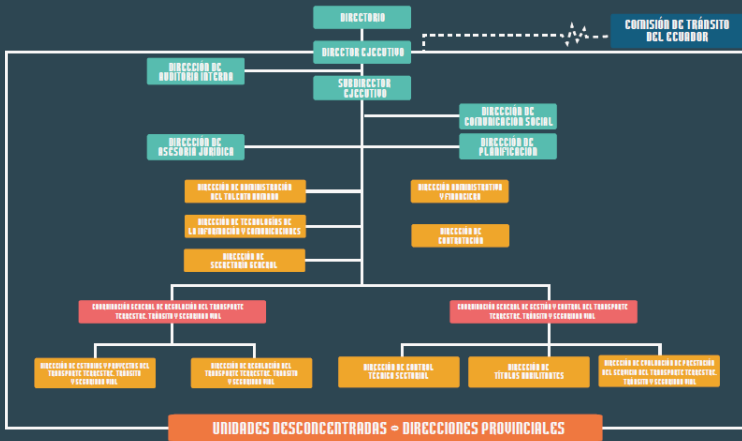 DIRECTORIO
COMISIÓN DE TRÁNSITO
DEL ECUADOR
DIRECTOR EJECUTIVO
DIRECCIÓN DE
AUDITORIA INTERNA
SUBDIRECTOR
EJECUTIVO
DIRECCIÓN DE
COMUNICACIÓN SOCIAL
DIRECCIÓN DE
ASESORIA JURÍDICA
DIRECCIÓN DE
PLANIFICACIÓN
DIRECCIÓN DE ADMINISTRACIÓN
DEL TALENTO HUMANO
DIRECCIÓN ADMINISTRATIVA
Y FINANCIERA
DIRECCIÓN DE TECNOLOGÍAS DE
LA INFORMACIÓN Y COMUNICACIONES
DIRECCIÓN DE
CONTRATACIÓN
DIRECCIÓN DE
SECRETARÍA GENERAL
COORDINACIÓN GENERAL DE REGULACIÓN DEL TRANSPORTE
TERRESTRE, TRÁNSITO Y SEGURIDAD VIAL
COORDINACIÓN GENERAL DE GESTIÓN Y CONTROL DEL TRANSPORTE
TERRESTRE, TRÁNSITO Y SEGURIDAD VIAL
DIRECCIÓN DE ESTUDIOS Y PROYECTOS DEL
TRANSPORTE TERRESTRE, TRÁNSITO
Y SEGURIDAD VIAL
DIRECCIÓN DE REGULACIÓN DEL
TRANSPORTE TERRESTRE, TRÁNSITO
Y SEGURIDAD VIAL
DIRECCIÓN DE CONTROL
TÉCNICO SECTORIAL
DIRECCIÓN DE
TÍTULOS HABILITANTES
DIRECCIÓN DE EVALUACIÓN DE PRESTACIÓN
DEL SERVICIO DEL TRANSPORTE TERRESTRE,
TRÁNSITO Y SEGURIDAD VIAL
UNIDADES DESCONCENTRADAS - DIRECCIONES PROVINCIALES